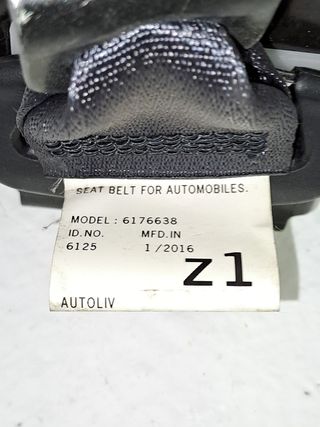 SEAT BELT FOR AUTOMOBILES.
MODEL : 6176638
ID.NO. MFD.IN
6125 1 / 2016
z1
AUTOLIV